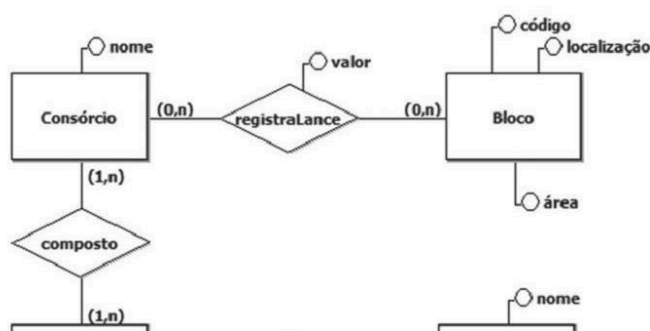 nome
código
localização
valor
Consórcio
(0,n)
registraLance
(0,n)
Bloco
(1,n)
área
composto
(1,n)
nome